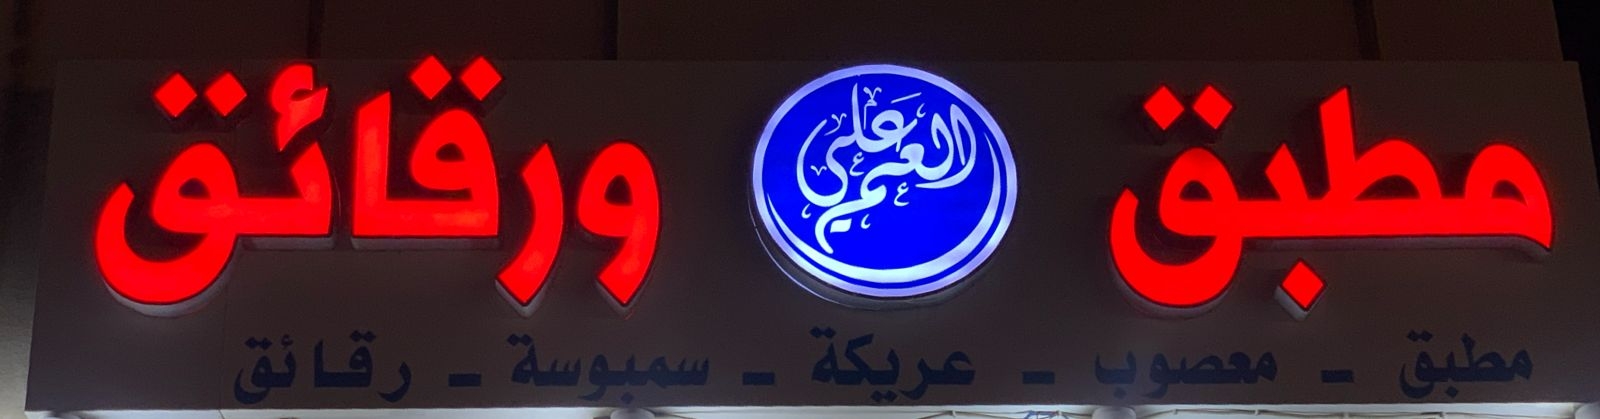 مطبق
العم علي
ورقائق
مطبق - معصوب - عريكة - سمبوسة - رقائق